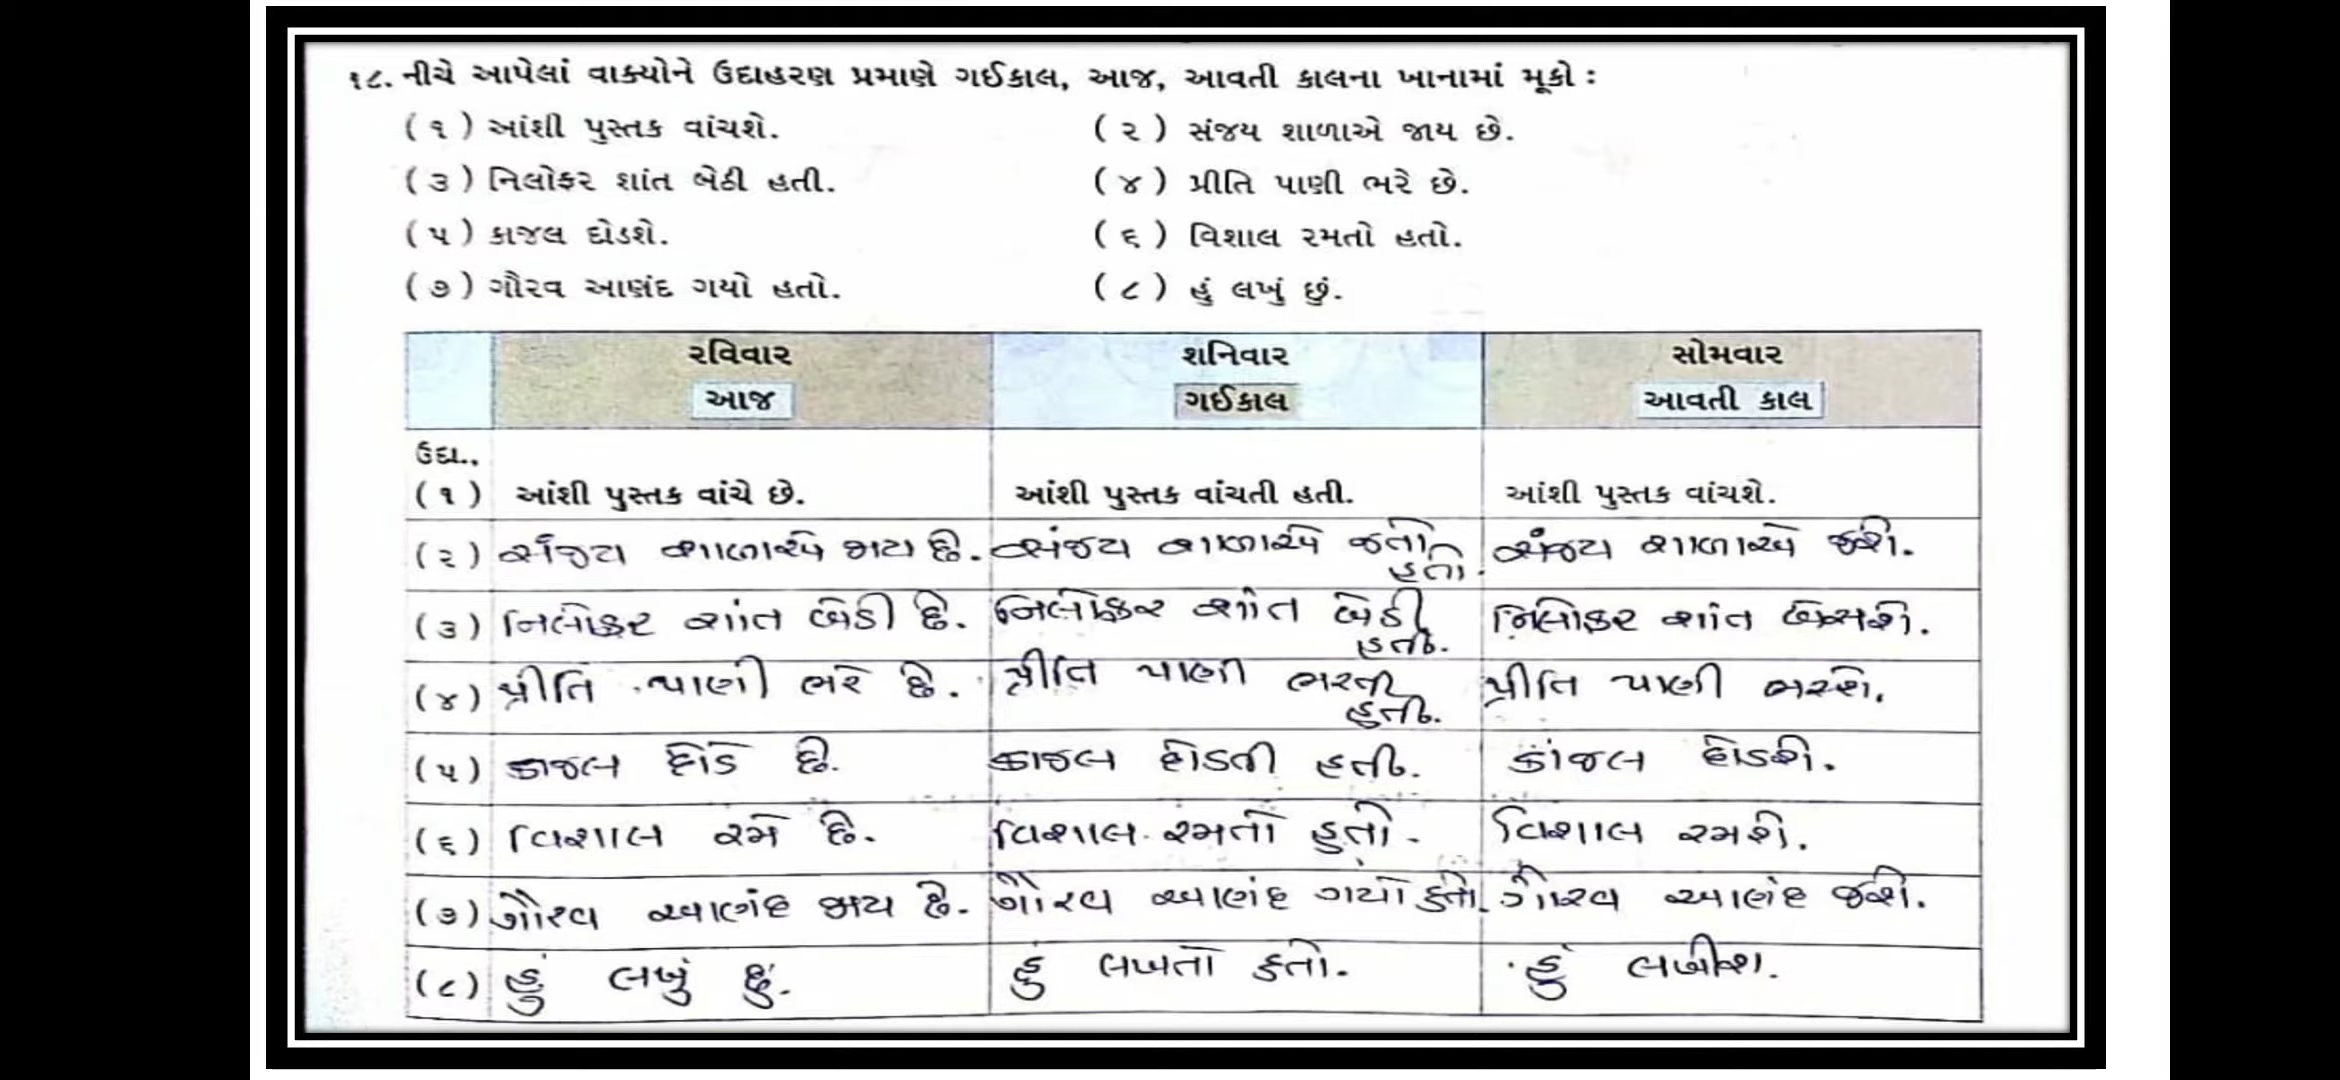 ૧૮. નીચે આપેલાં વાક્યોને ઉદાહરણ પ્રમાણે ગઈકાલ, આજ, આવતી કાલના ખાનામાં મૂકો :
(૧) આંશી પુસ્તક વાંચશે. (૨) સંજય શાળાએ જાય છે.
(૩) નિલોફર શાંત બેઠી હતી. (૪) પ્રીતિ પાણી ભરે છે.
(૫) કાજલ દોડશે. (૬) વિશાલ રમતો હતો.
(૭) ગૌરવ આણંદ ગયો હતો. (૮) હું લખું છું.
રવિવાર શનિવાર સોમવાર
આજ ગઈકાલ આવતી કાલ
ઉદા.,
(૧) આંશી પુસ્તક વાંચે છે. આંશી પુસ્તક વાંચતી હતી. આંશી પુસ્તક વાંચશે.
(૨) સંજય શાળાએ જાય છે. સંજય શાળાએ જતો હતો. સંજય શાળાએ જશે.
(૩) નિલોફર શાંત બેઠી છે. નિલોફર શાંત બેઠી હતી. નિલોફર શાંત બેસશે.
(૪) પ્રીતિ પાણી ભરે છે. પ્રીતિ પાણી ભરતી હતી. પ્રીતિ પાણી ભરશે.
(૫) કાજલ દોડે છે. કાજલ દોડતી હતી. કાંજલ દોડશે.
(૬) વિશાલ રમે છે. વિશાલ રમતો હતો. વિશાલ રમશે.
(૭) ગૌરવ આણંદ જાય છે. ગૌરવ આણંદ ગયો હતો. ગૌરવ આણંદ જશે.
(૮) હું લખું છું. હું લખતો હતો. હું લખીશ.